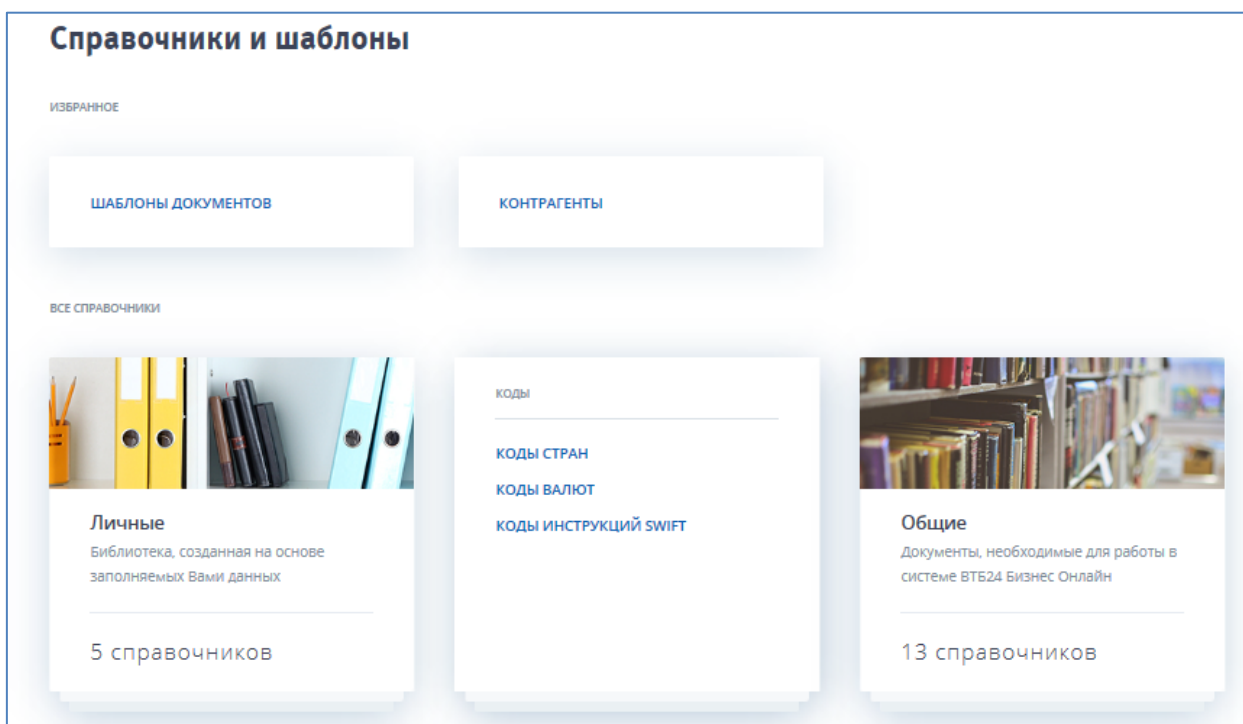 Справочники и шаблоны
ИЗБРАННОЕ
ШАБЛОНЫ ДОКУМЕНТОВ
КОНТРАГЕНТЫ
ВСЕ СПРАВОЧНИКИ
Личные
Библиотека, созданная на основе
заполняемых Вами данных
5 справочников
КОДЫ
КОДЫ СТРАН
КОДЫ ВАЛЮТ
КОДЫ ИНСТРУКЦИЙ SWIFT
Общие
Документы, необходимые для работы в
системе ВТБ24 Бизнес Онлайн
13 справочников